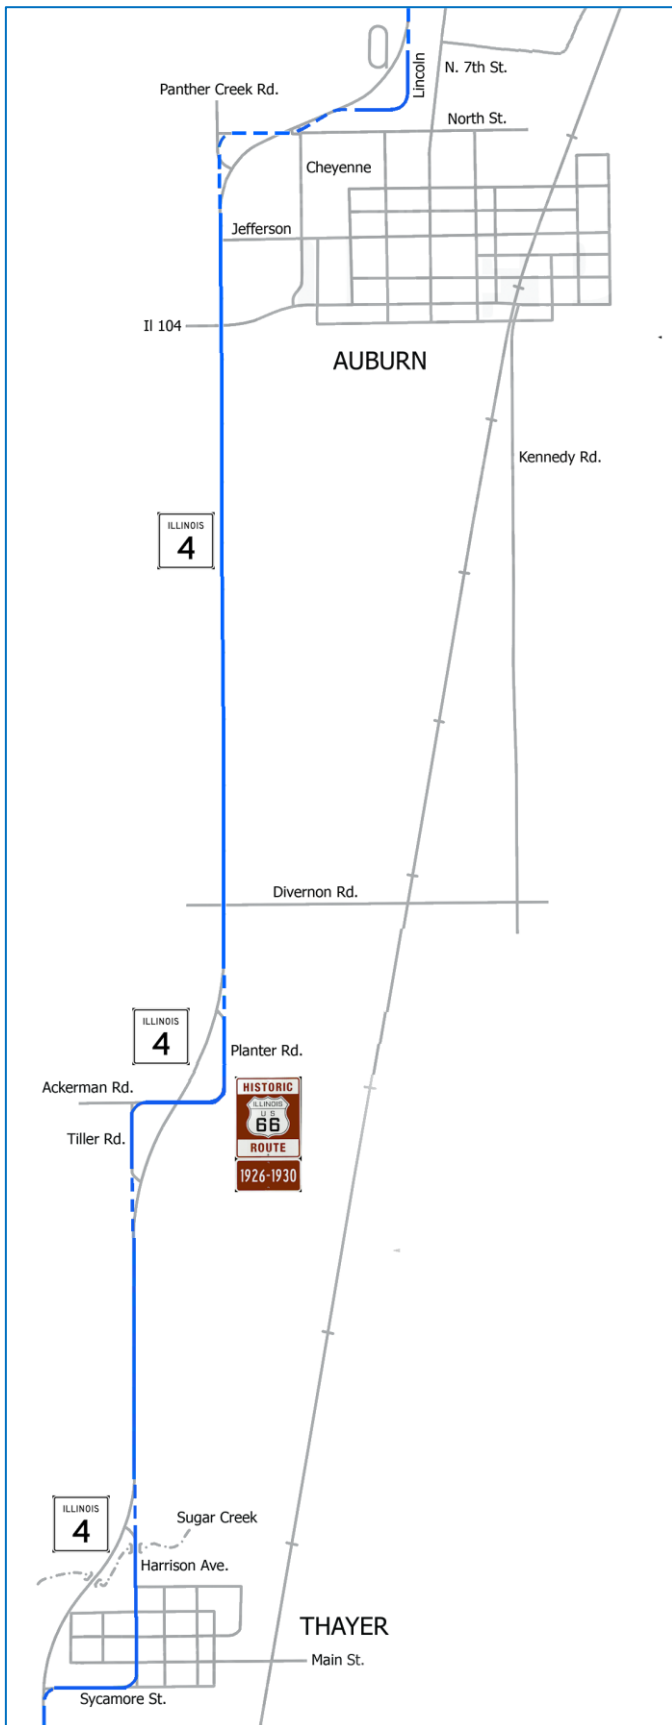 Lincoln
N. 7th St.
Panther Creek Rd.
North St.
Cheyenne
Jefferson
Il 104
AUBURN
Kennedy Rd.
ILLINOIS
4
Divernon Rd.
ILLINOIS
4
Planter Rd.
Ackerman Rd.
HISTORIC
ILLINOIS
U S
66
ROUTE
1926-1930
Tiller Rd.
ILLINOIS
4
Sugar Creek
Harrison Ave.
THAYER
Main St.
Sycamore St.